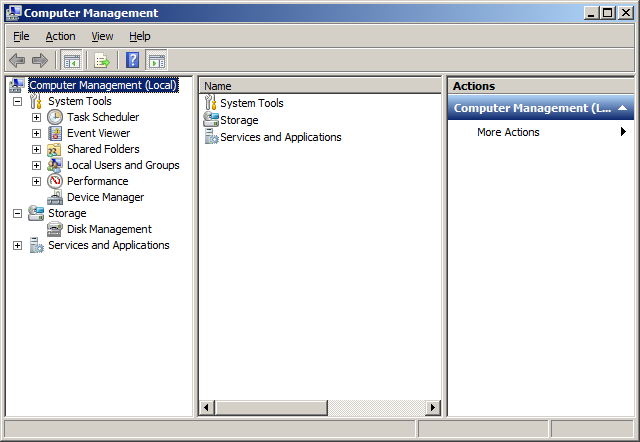 Computer Management
File Action View Help
Computer Management (Local)
System Tools
Task Scheduler
Event Viewer
Shared Folders
Local Users and Groups
Performance
Device Manager
Storage
Disk Management
Services and Applications
Name
System Tools
Storage
Services and Applications
Actions
Computer Management (L...
More Actions